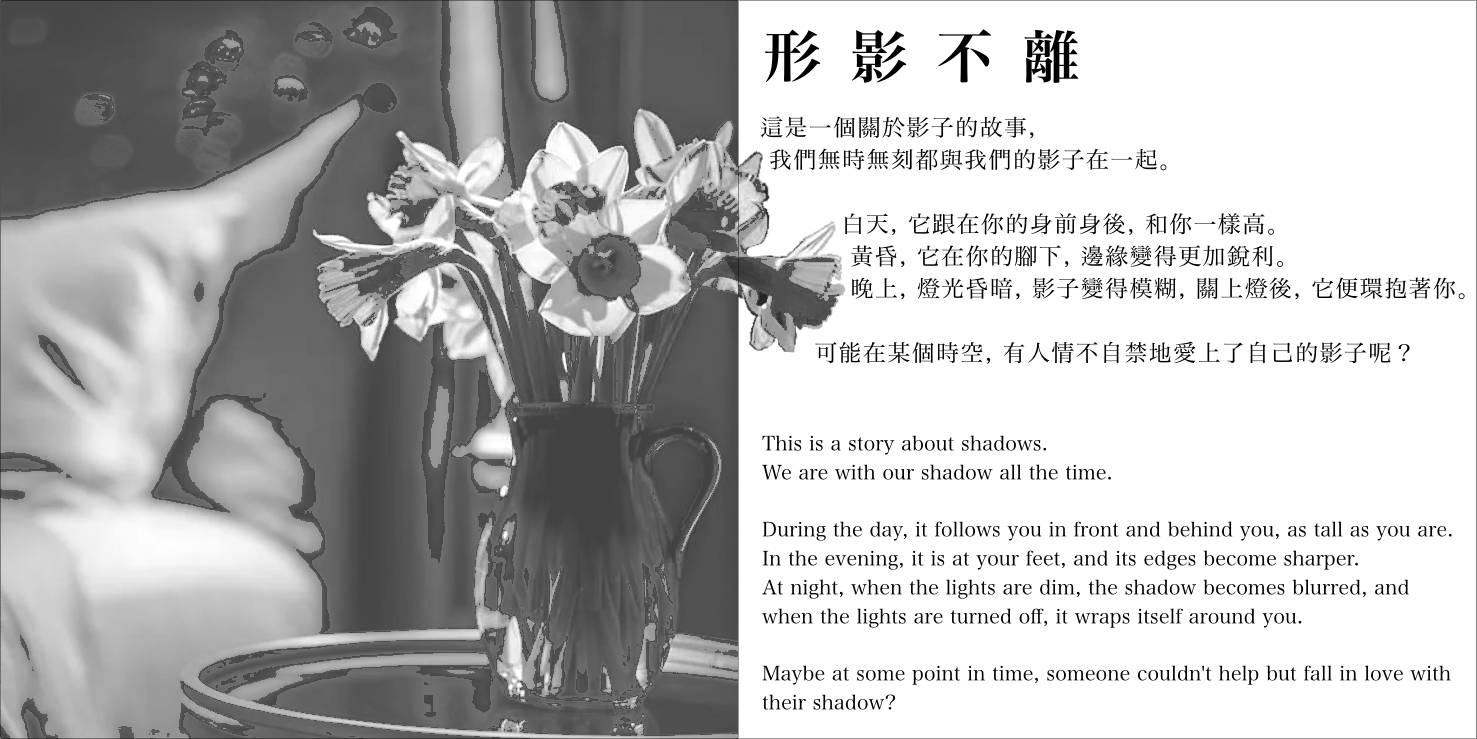 形影不離
這是一個關於影子的故事,
我們無時無刻都與我們的影子在一起。
白天, 它跟在你的身前身後, 和你一樣高。
黃昏, 它在你的腳下, 邊緣變得更加銳利。
晚上, 燈光昏暗, 影子變得模糊, 關上燈後, 它便環抱著你。
可能在某個時空, 有人情不自禁地愛上了自己的影子呢？
This is a story about shadows.
We are with our shadow all the time.
During the day, it follows you in front and behind you, as tall as you are.
In the evening, it is at your feet, and its edges become sharper.
At night, when the lights are dim, the shadow becomes blurred, and
when the lights are turned off, it wraps itself around you.
Maybe at some point in time, someone couldn't help but fall in love with
their shadow?